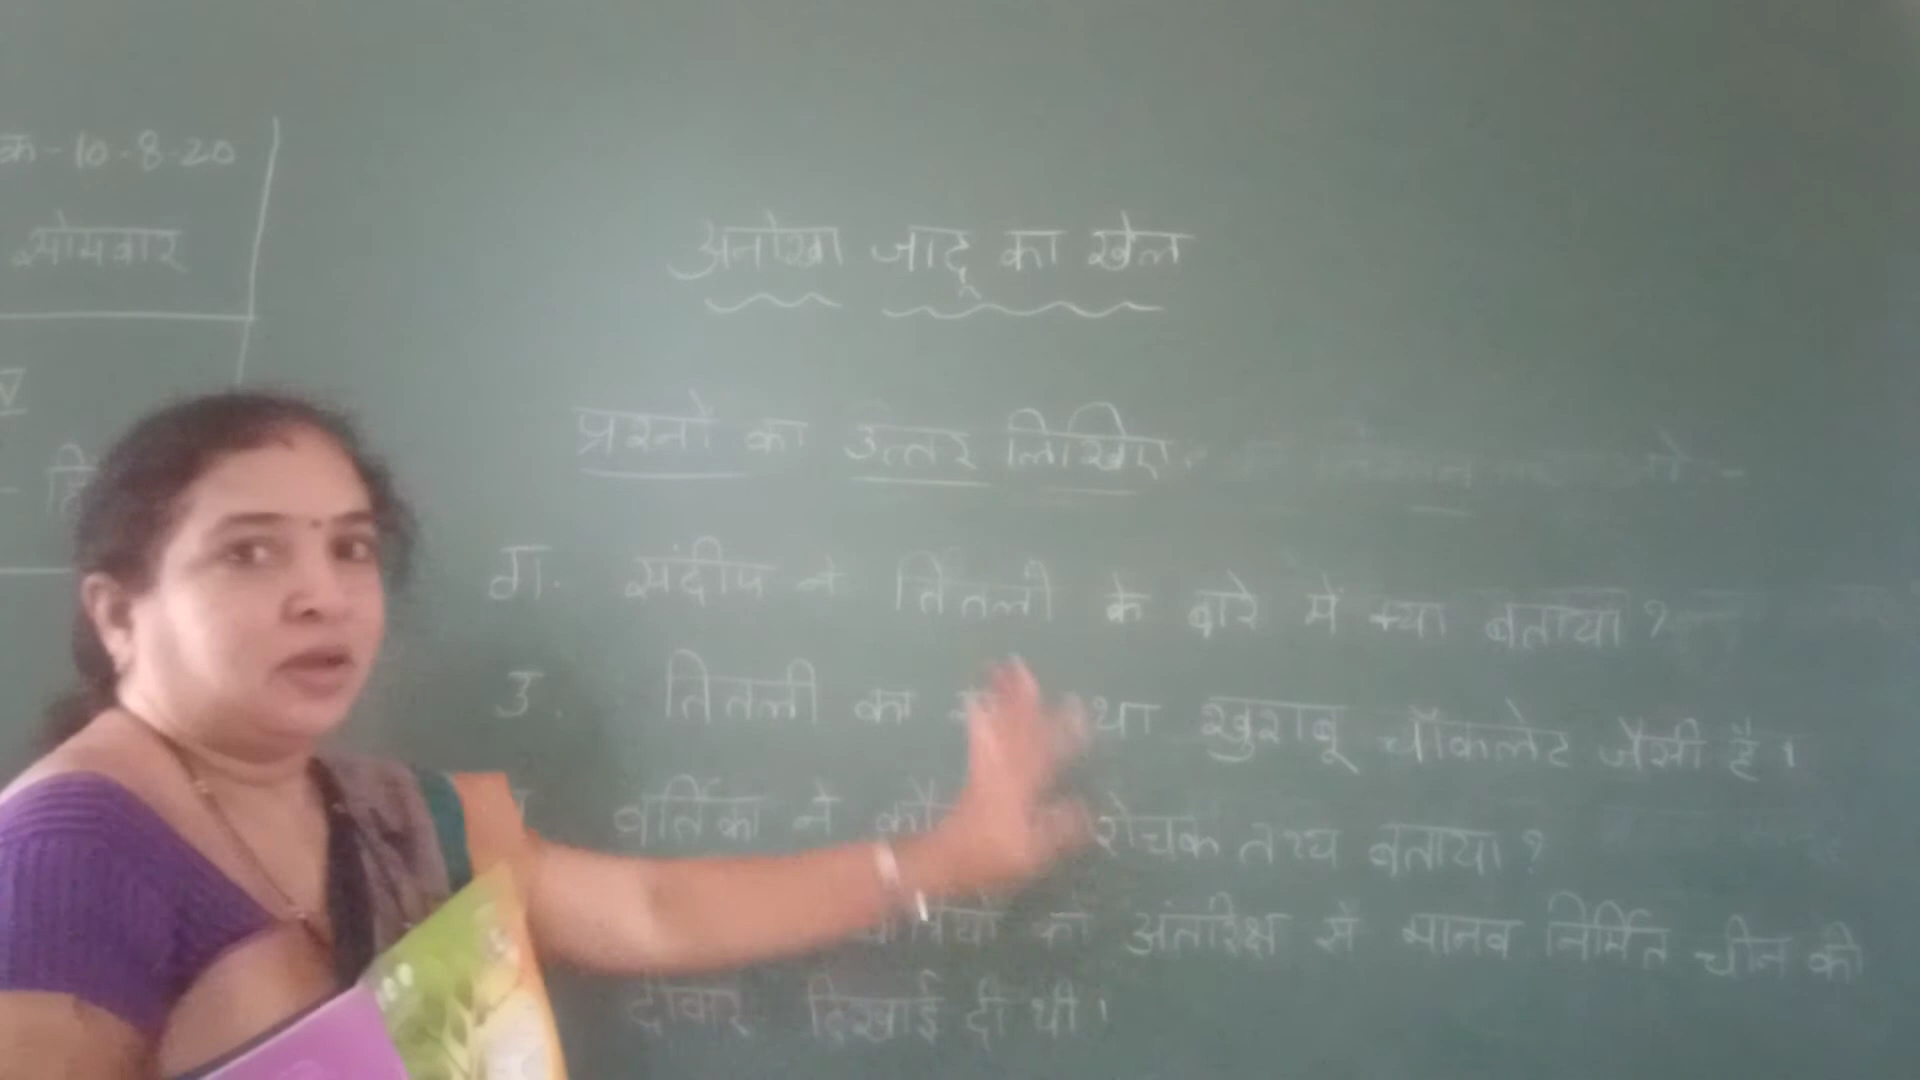 क - 10-8-20
सोमवार
V
- हि
अनोखा जादू का खेल
प्रश्नों का उत्तर लिखिए.
ग. संदीप ने तितली के बारे में क्या बताया?
उ. तितली का था खुशबू चॉकलेट जैसी है।
वर्तिका ने रोचक तथ्य बताया?
का अंतरिक्ष से मानव निर्मित चीन की
दीवार दिखाई दी थी।